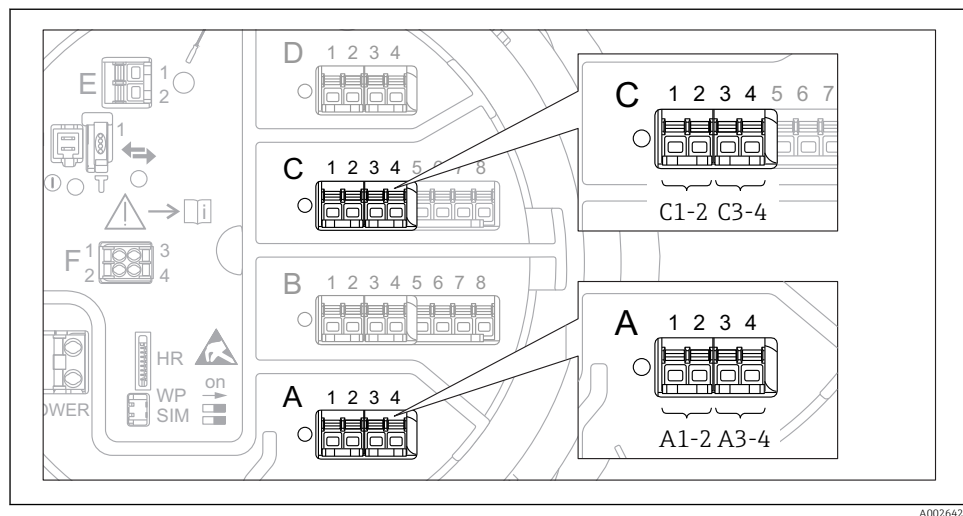 D 1 2 3 4
E 1
2
1
C 1 2 3 4 5 6 7 8
C 1 2 3 4 5 6 7
C1-2 C3-4
i
F 1 3
2 4
B 1 2 3 4 5 6 7 8
A 1 2 3 4
A1-2 A3-4
HR
WP on
SIM
OWER
A 1 2 3 4
A002642